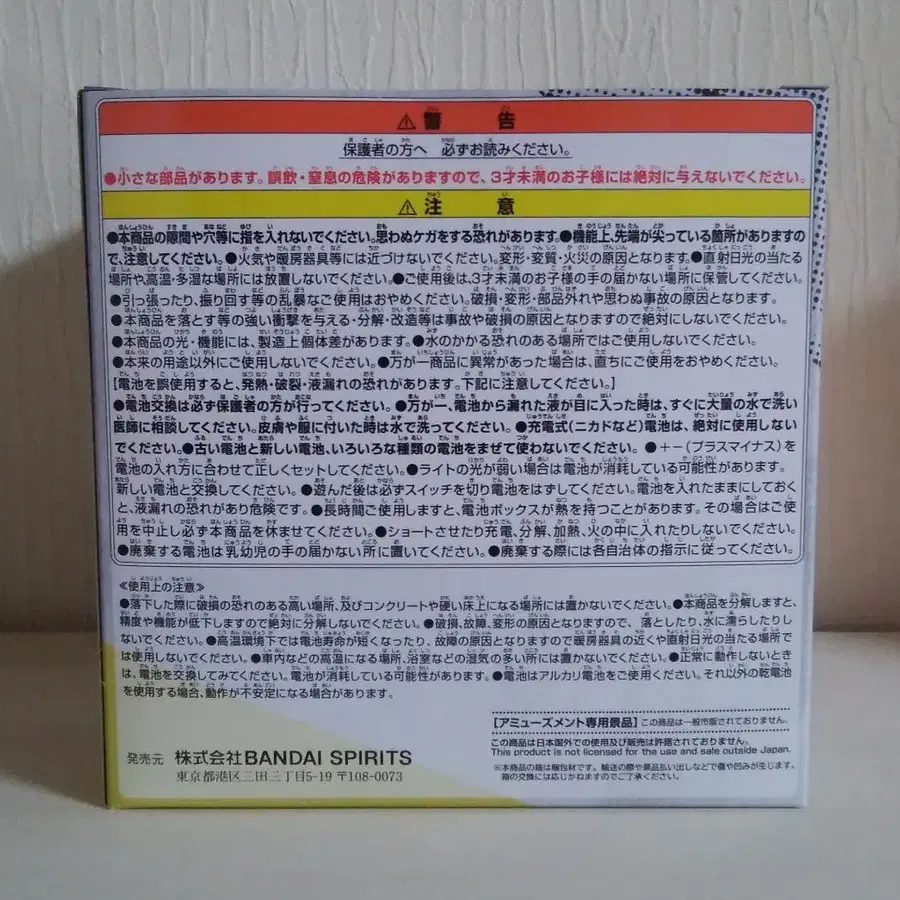 ⚠警告
保護者の方へ 必ずお読みください。
●小さな部品があります。誤飲・窒息の危険がありますので、3才未満のお子様には絶対に与えないでください。
⚠注意
●本商品の隙間や穴等に指を入れないでください。思わぬケガをする恐れがあります。●機能上、先端が尖っている箇所がありますの
で、注意してください。●火気や暖房器具等には近づけないでください。変形・変質・火災の原因となります。●直射日光の当たる
場所や、高温・多湿な場所には放置しないでください。●ご使用後は、3才未満のお子様の手の届かない場所に保管してください。
●引っ張ったり、振り回す等の乱暴なご使用はおやめください。破損・変形・部品外れや思わぬ事故の原因となります。
●本商品を落とす等の強い衝撃を与える・分解・改造等は事故や破損の原因となりますので絶対にしないでください。
●本商品の光・機能には、製造上個体差があります。●水のかかる恐れのある場所ではご使用しないでください。
●本来の用途以外にご使用しないでください。●万が一商品に異常があった場合は、直ちにご使用をおやめください。
【電池を誤使用すると、発熱・破裂・液漏れの恐れがあります。下記に注意してください。】
●電池交換は必ず保護者の方が行ってください。●万が一、電池から漏れた液が目に入った時は、すぐに大量の水で洗い
医師に相談してください。皮膚や服に付いた時は水で洗ってください。●充電式(ニカドなど)電池は、絶対に使用しない
でください。●古い電池と新しい電池、いろいろな種類の電池をまぜて使わないでください。●＋−(プラスマイナス)を
電池の入れ方に合わせて正しくセットしてください。●ライトの光が弱い場合は電池が消耗している可能性があります。
新しい電池と交換してください。●遊んだ後は必ずスイッチを切り電池をはずしてください。電池を入れたままにしておく
と、液漏れの恐れがあり危険です。●長時間ご使用しますと、電池ボックスが熱を持つことがあります。その場合はご使
用を中止し必ず本商品を休ませてください。●ショートさせたり充電、分解、加熱、火の中に入れたりしないでください。
●廃棄する電池は乳幼児の手の届かない所に置いてください。●廃棄する際には各自治体の指示に従ってください。
≪使用上の注意≫
●落下した際に破損の恐れのある高い場所、及びコンクリートや硬い床上になる場所には置かないでください。●本商品を分解しますと、
精度や機能が低下しますので絶対に分解しないでください。●破損、故障、変形の原因となりますので、落としたり、水に濡らしたりし
ないでください。●高温環境下では電池寿命が短くなったり、故障の原因となりますので暖房器具の近くや直射日光の当たる場所で
は使用しないでください。●車内などの高温になる場所、浴室などの湿気の多い所には置かないでください。●正常に動作しないとき
は、電池を交換してみてください。電池が消耗している可能性があります。●電池はアルカリ電池をご使用ください。それ以外の乾電池
を使用する場合、動作が不安定になる場合があります。
【アミューズメント専用景品】この商品は一般市販されておりません。
この商品は日本国外での使用及び販売は許諾されておりません。
This product is not licensed for the use and safe outside Japan.
※本商品の箱は梱包材です。輸送の際や景品払い出しなどで傷や凹みが生じます。
箱の交換には応じかねますのでご了承ください。
発売元 株式会社BANDAI SPIRITS
東京都港区三田三丁目5-19 〒108-0073